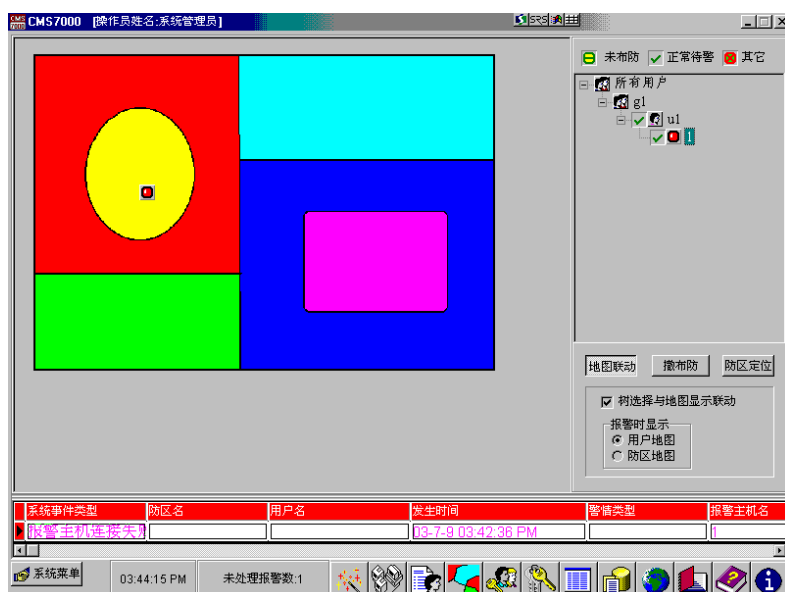 CMS7000 [操作员姓名:系统管理员]
SRS
未布防 正常待警 其它
所有用户
g1
u1
1
地图联动 撤布防 防区定位
树选择与地图显示联动
报警时显示
用户地图
防区地图
系统事件类型 防区名 用户名 发生时间 警情类型 报警主机名
报警主机连接失败 03-7-9 03:42:36 PM 1
系统菜单 03:44:15 PM 未处理报警数:1